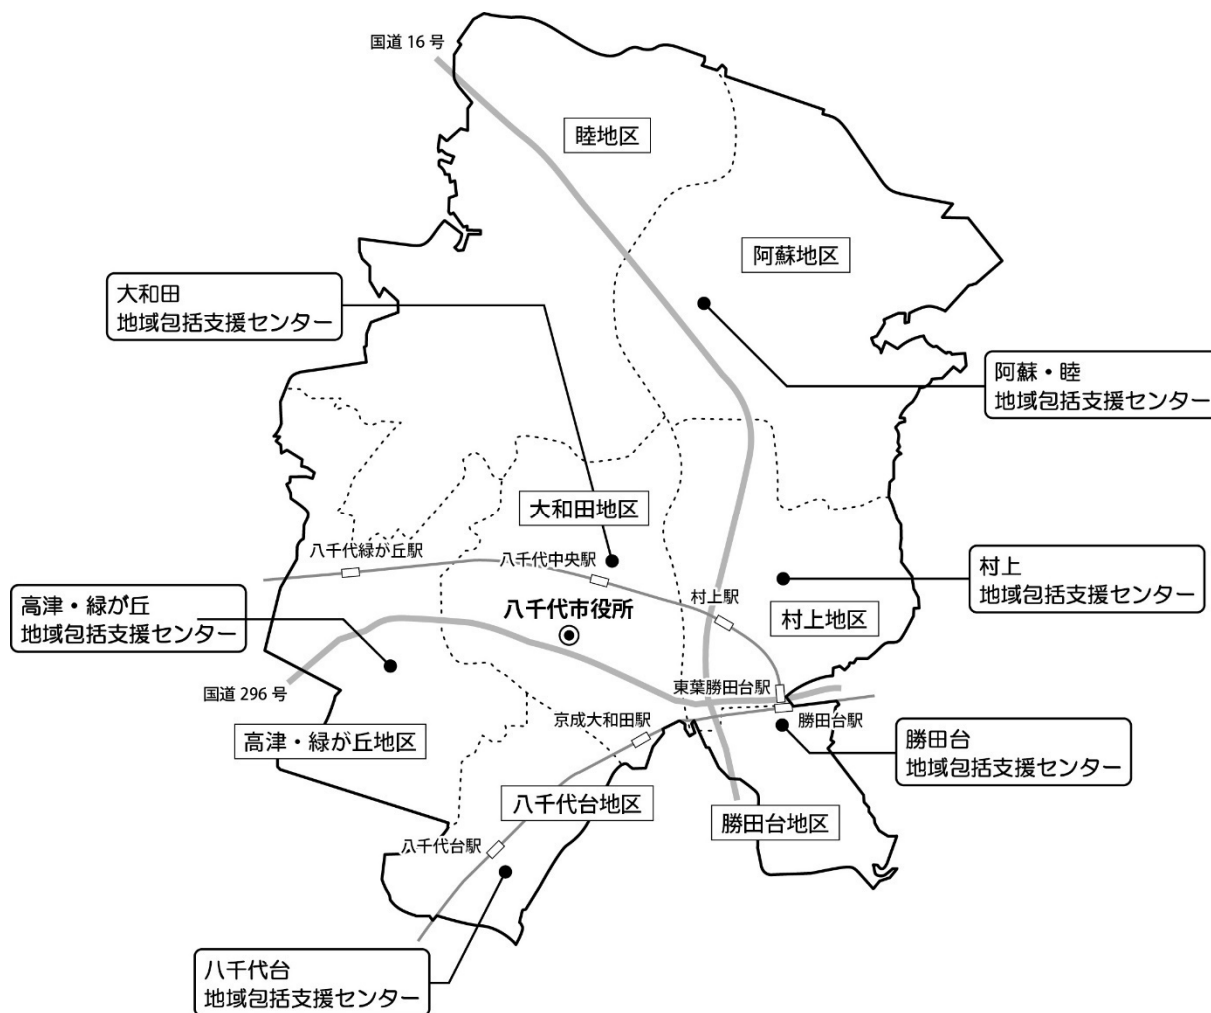 国道 16 号
睦地区
阿蘇地区
大和田
地域包括支援センター
阿蘇・睦
地域包括支援センター
大和田地区
八千代緑が丘駅
八千代中央駅
村上
地域包括支援センター
高津・緑が丘
地域包括支援センター
八千代市役所
村上駅
村上地区
国道 296 号
東葉勝田台駅
京成大和田駅
勝田台駅
高津・緑が丘地区
勝田台
地域包括支援センター
八千代台地区
勝田台地区
八千代台駅
八千代台
地域包括支援センター